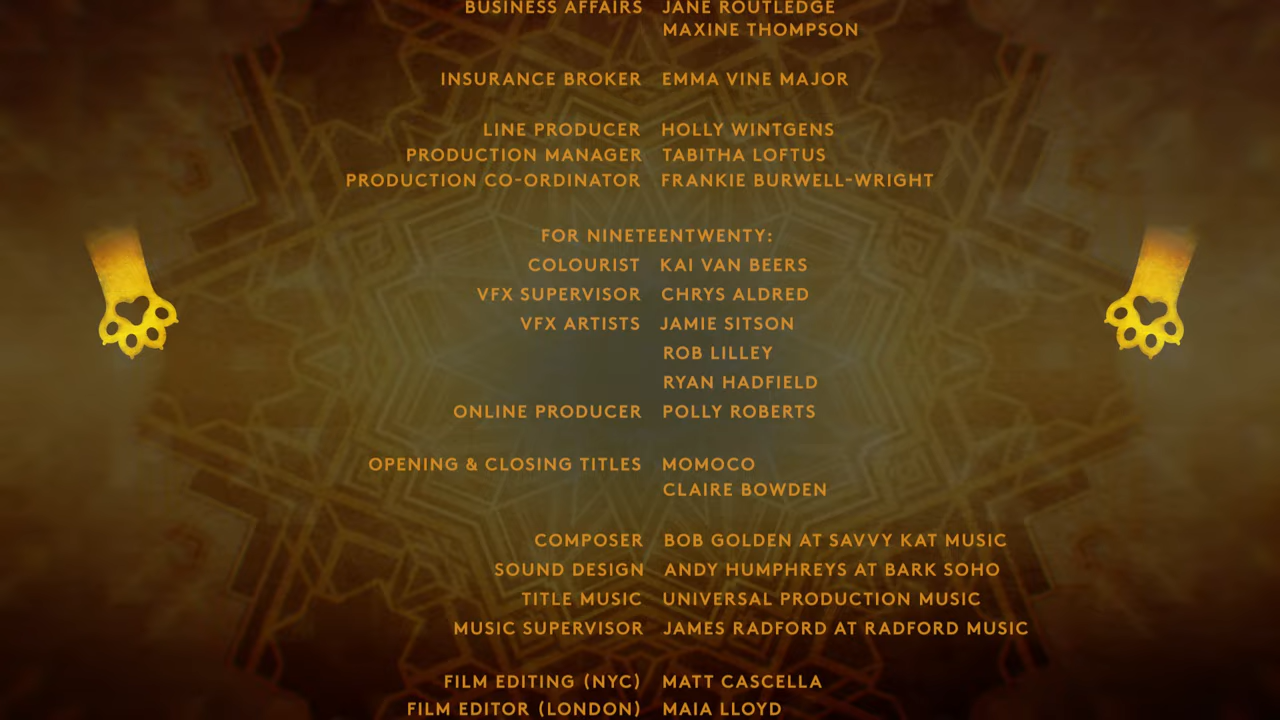 BUSINESS AFFAIRS JANE ROUTLEDGE
MAXINE THOMPSON
INSURANCE BROKER EMMA VINE MAJOR
LINE PRODUCER HOLLY WINTGENS
PRODUCTION MANAGER TABITHA LOFTUS
PRODUCTION CO-ORDINATOR FRANKIE BURWELL-WRIGHT
FOR NINETEENTWENTY:
COLOURIST KAI VAN BEERS
VFX SUPERVISOR CHRYS ALDRED
VFX ARTISTS JAMIE SITSON
ROB LILLEY
RYAN HADFIELD
ONLINE PRODUCER POLLY ROBERTS
OPENING & CLOSING TITLES MOMOCO
CLAIRE BOWDEN
COMPOSER BOB GOLDEN AT SAVVY KAT MUSIC
SOUND DESIGN ANDY HUMPHREYS AT BARK SOHO
TITLE MUSIC UNIVERSAL PRODUCTION MUSIC
MUSIC SUPERVISOR JAMES RADFORD AT RADFORD MUSIC
FILM EDITING (NYC) MATT CASCELLA
FILM EDITOR (LONDON) MAIA LLOYD